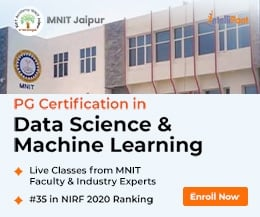 MNIT Jaipur
intelliPaat
MNIT
PG Certification in
Data Science &
Machine Learning
Live Classes from MNIT
Faculty & Industry Experts
#35 in NIRF 2020 Ranking
Enroll Now